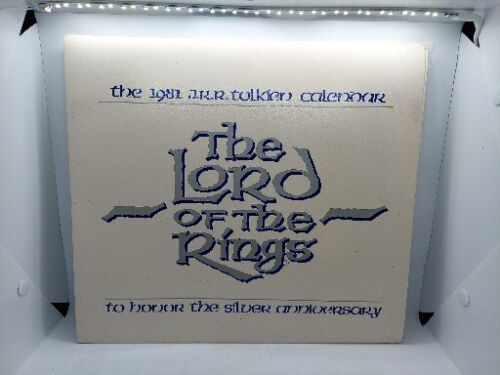 the 1981 J.R.R. tolkien calendar
The
Lord
OF THE
Rings
to honor the silver anniversary